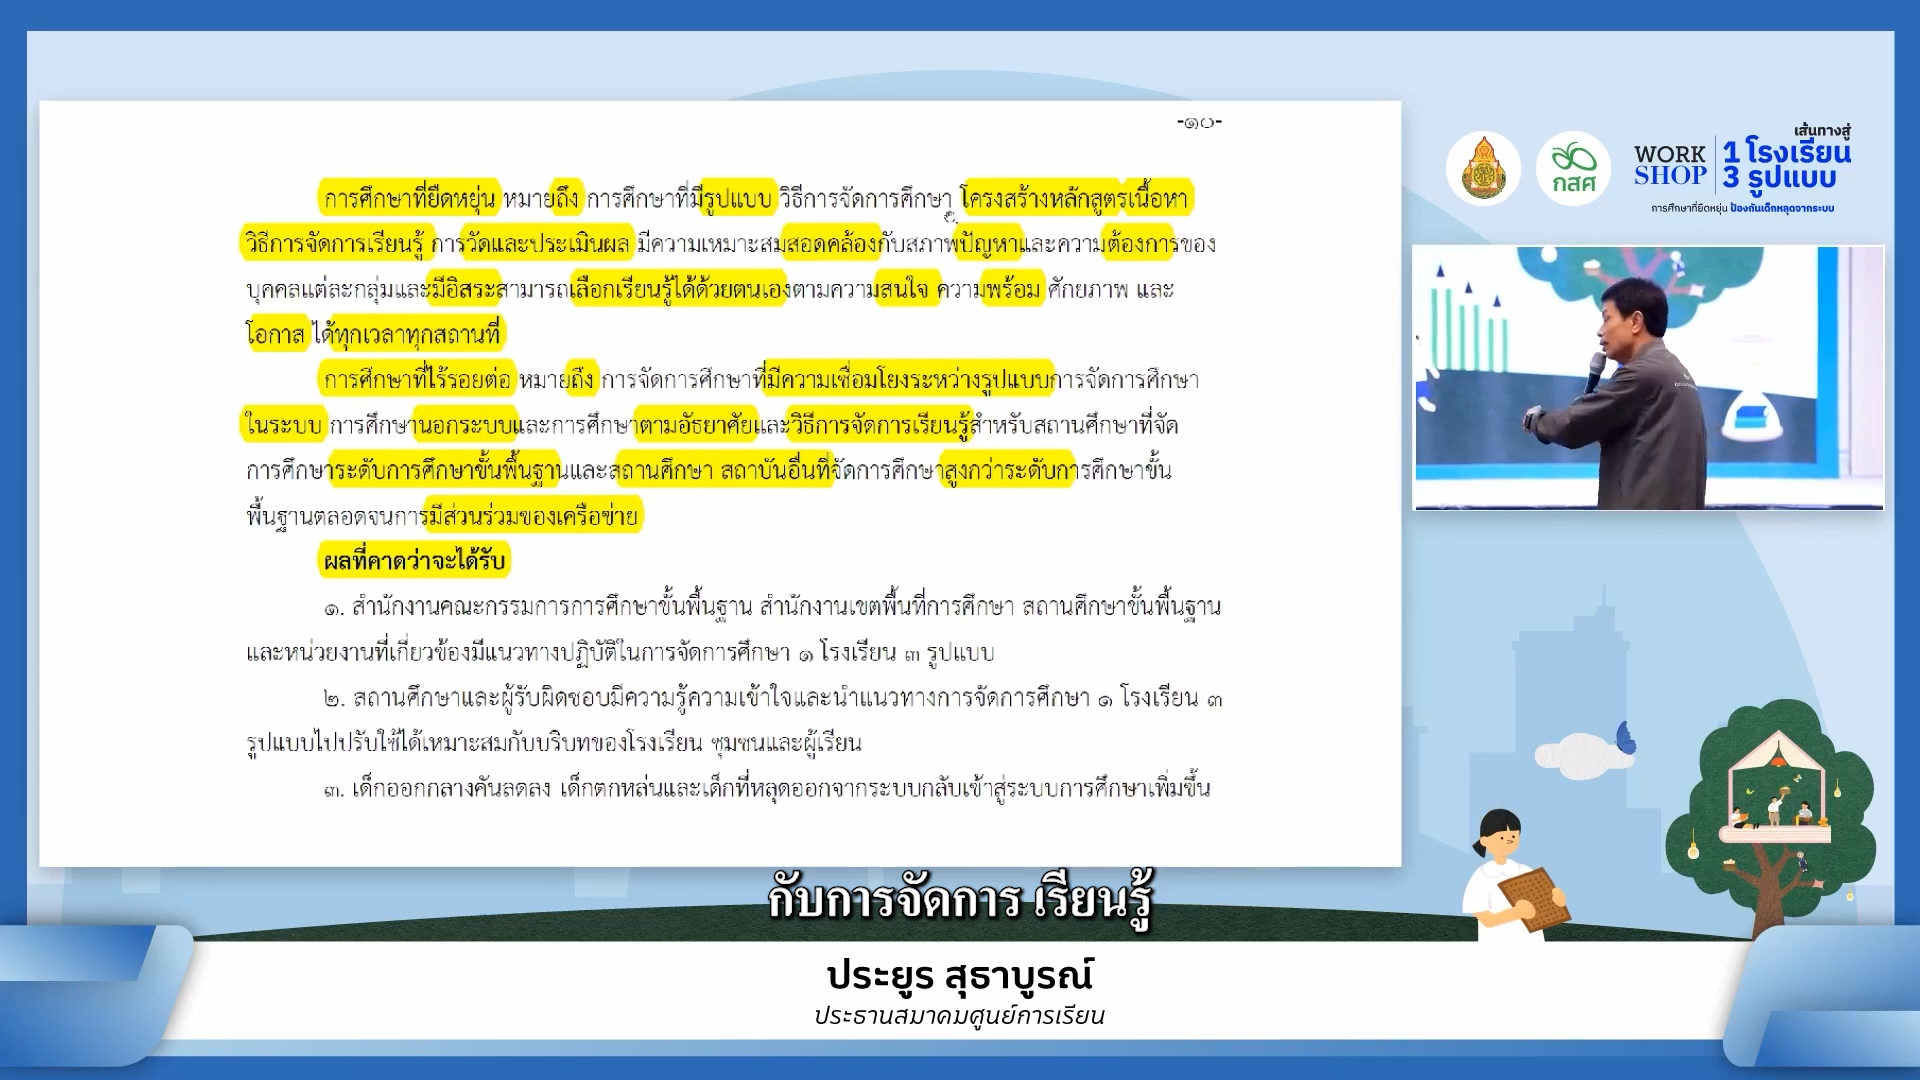 -๑๐-
การศึกษาที่ยืดหยุ่น หมายถึง การศึกษาที่มีรูปแบบ วิธีการจัดการศึกษา โครงสร้างหลักสูตรเนื้อหา
วิธีการจัดการเรียนรู้ การวัดและประเมินผล มีความเหมาะสมสอดคล้องกับสภาพปัญหาและความต้องการของ
บุคคลแต่ละกลุ่มและมีอิสระสามารถเลือกเรียนรู้ได้ด้วยตนเองตามความสนใจ ความพร้อม ศักยภาพ และ
โอกาส ได้ทุกเวลาทุกสถานที่
การศึกษาที่ไร้รอยต่อ หมายถึง การจัดการศึกษาที่มีความเชื่อมโยงระหว่างรูปแบบการจัดการศึกษา
ในระบบ การศึกษานอกระบบและการศึกษาตามอัธยาศัยและวิธีการจัดการเรียนรู้สำหรับสถานศึกษาที่จัด
การศึกษาระดับการศึกษาขั้นพื้นฐานและสถานศึกษา สถาบันอื่นที่จัดการศึกษาสูงกว่าระดับการศึกษาขั้น
พื้นฐานตลอดจนการมีส่วนร่วมของเครือข่าย
ผลที่คาดว่าจะได้รับ
๑. สำนักงานคณะกรรมการการศึกษาขั้นพื้นฐาน สำนักงานเขตพื้นที่การศึกษา สถานศึกษาขั้นพื้นฐาน
และหน่วยงานที่เกี่ยวข้องมีแนวทางปฏิบัติในการจัดการศึกษา ๑ โรงเรียน ๓ รูปแบบ
๒. สถานศึกษาและผู้รับผิดชอบมีความรู้ความเข้าใจและนำแนวทางการจัดการศึกษา ๑ โรงเรียน ๓
รูปแบบไปปรับใช้ได้เหมาะสมกับบริบทของโรงเรียน ชุมชนและผู้เรียน
๓. เด็กออกกลางคันลดลง เด็กตกหล่นและเด็กที่หลุดออกจากระบบกลับเข้าสู่ระบบการศึกษาเพิ่มขึ้น
กสศ
WORK
SHOP
เส้นทางสู่
1 โรงเรียน
3 รูปแบบ
การศึกษาที่ยืดหยุ่น ป้องกันเด็กหลุดจากระบบ
กับการจัดการ เรียนรู้
ประยูร สุธาบูรณ์
ประธานสมาคมศูนย์การเรียน